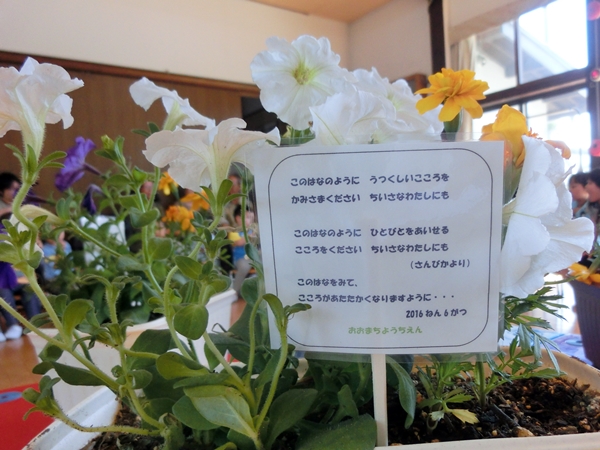 このはなのように　うつくしいこころを
かみさまください　ちいさなわたしにも
このはなのように　ひとびとをあいせる
こころをください　ちいさなわたしにも
（さんびかより）
このはなをみて、
こころがあたたかくなりますように・・・
2016 ねん 6 がつ
おおまちようちえん